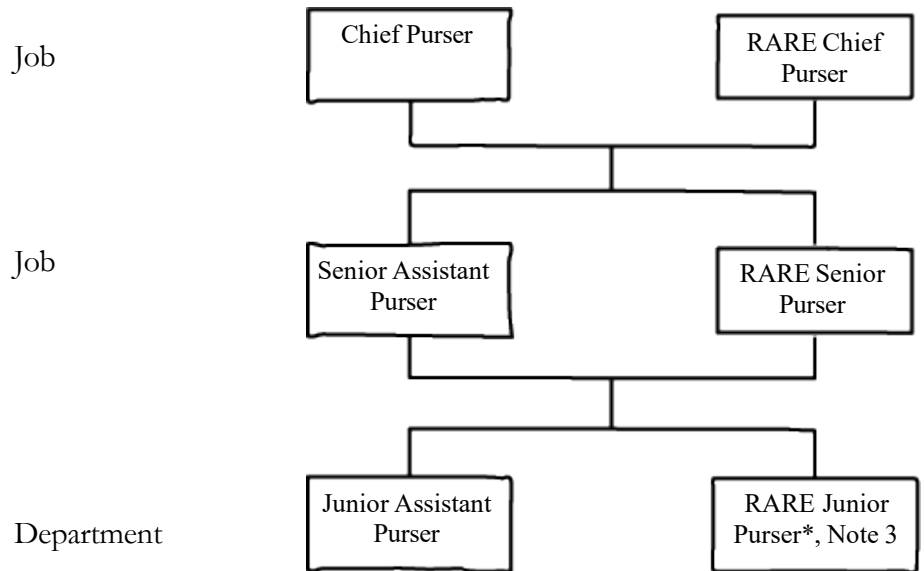 Job
Chief Purser
RARE Chief
Purser
Job
Senior Assistant
Purser
RARE Senior
Purser
Department
Junior Assistant
Purser
RARE Junior
Purser*, Note 3